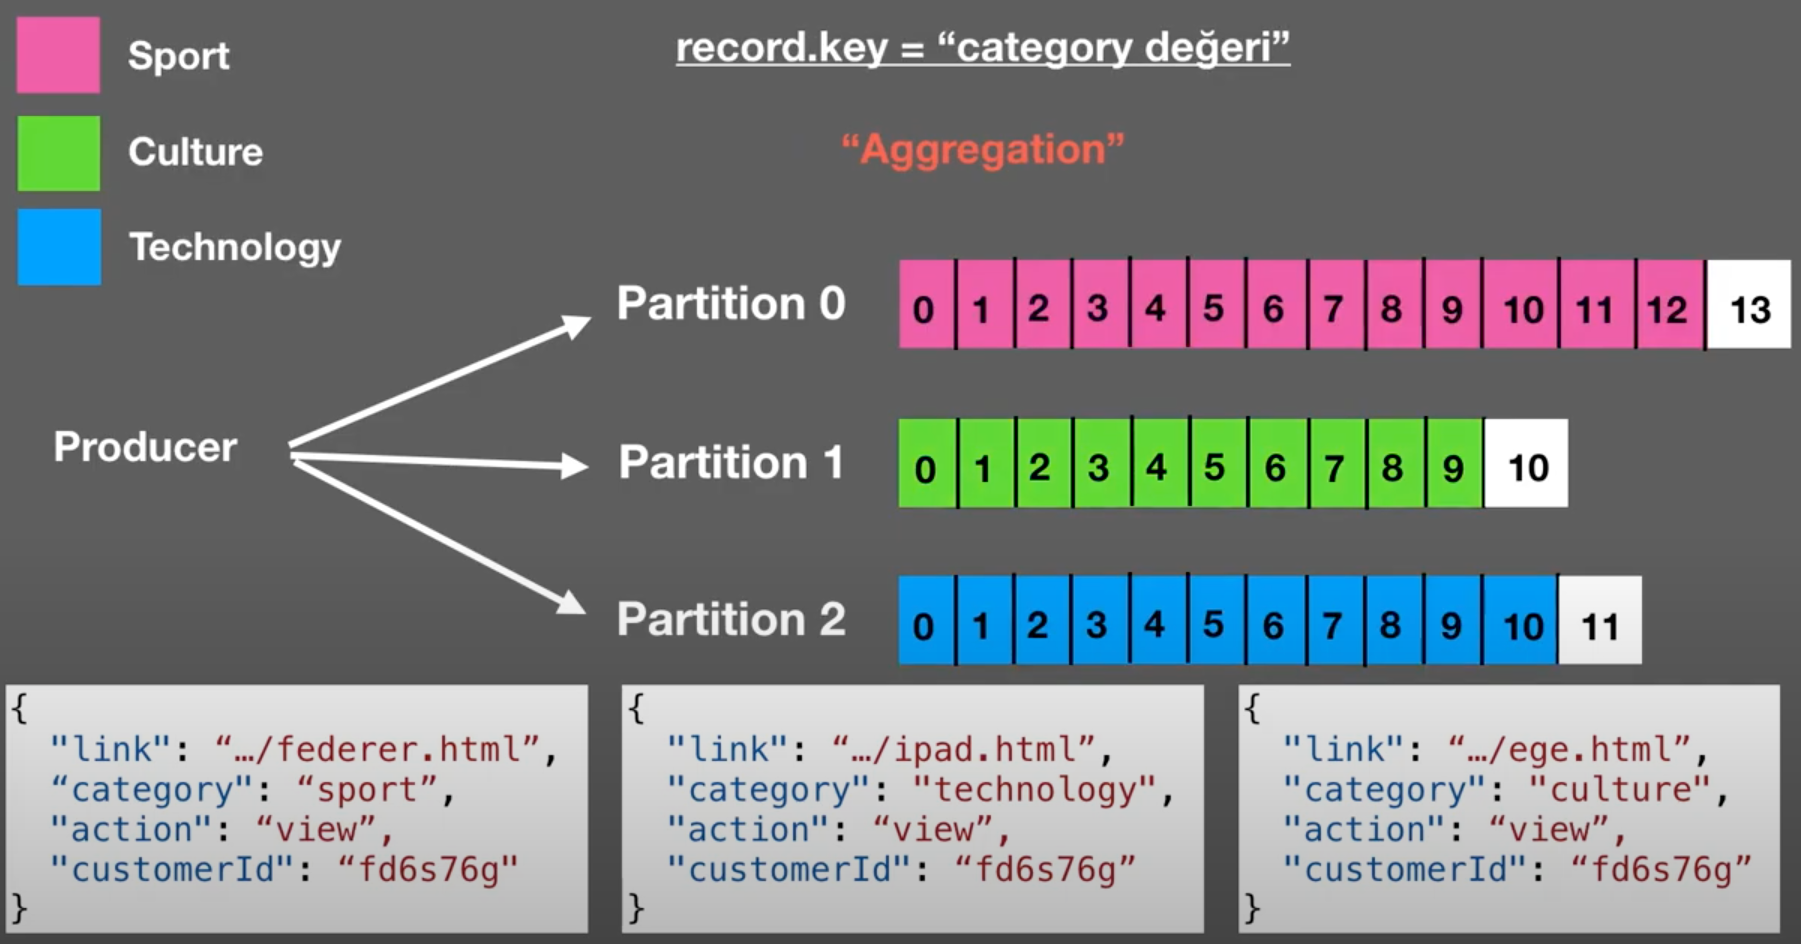 Sport
Culture
Technology
record.key = “category değeri”
“Aggregation”
Producer
Partition 0
0 1 2 3 4 5 6 7 8 9 10 11 12 13
Partition 1
0 1 2 3 4 5 6 7 8 9 10
Partition 2
0 1 2 3 4 5 6 7 8 9 10 11
{
"link": “…/federer.html”,
“category": “sport”,
"action": “view”,
"customerId": “fd6s76g"
}
{
"link": “…/ipad.html”,
"category": "technology",
"action": “view”,
"customerId": “fd6s76g”
}
{
"link": “…/ege.html”,
"category": "culture",
"action": “view”,
"customerId": “fd6s76g”
}